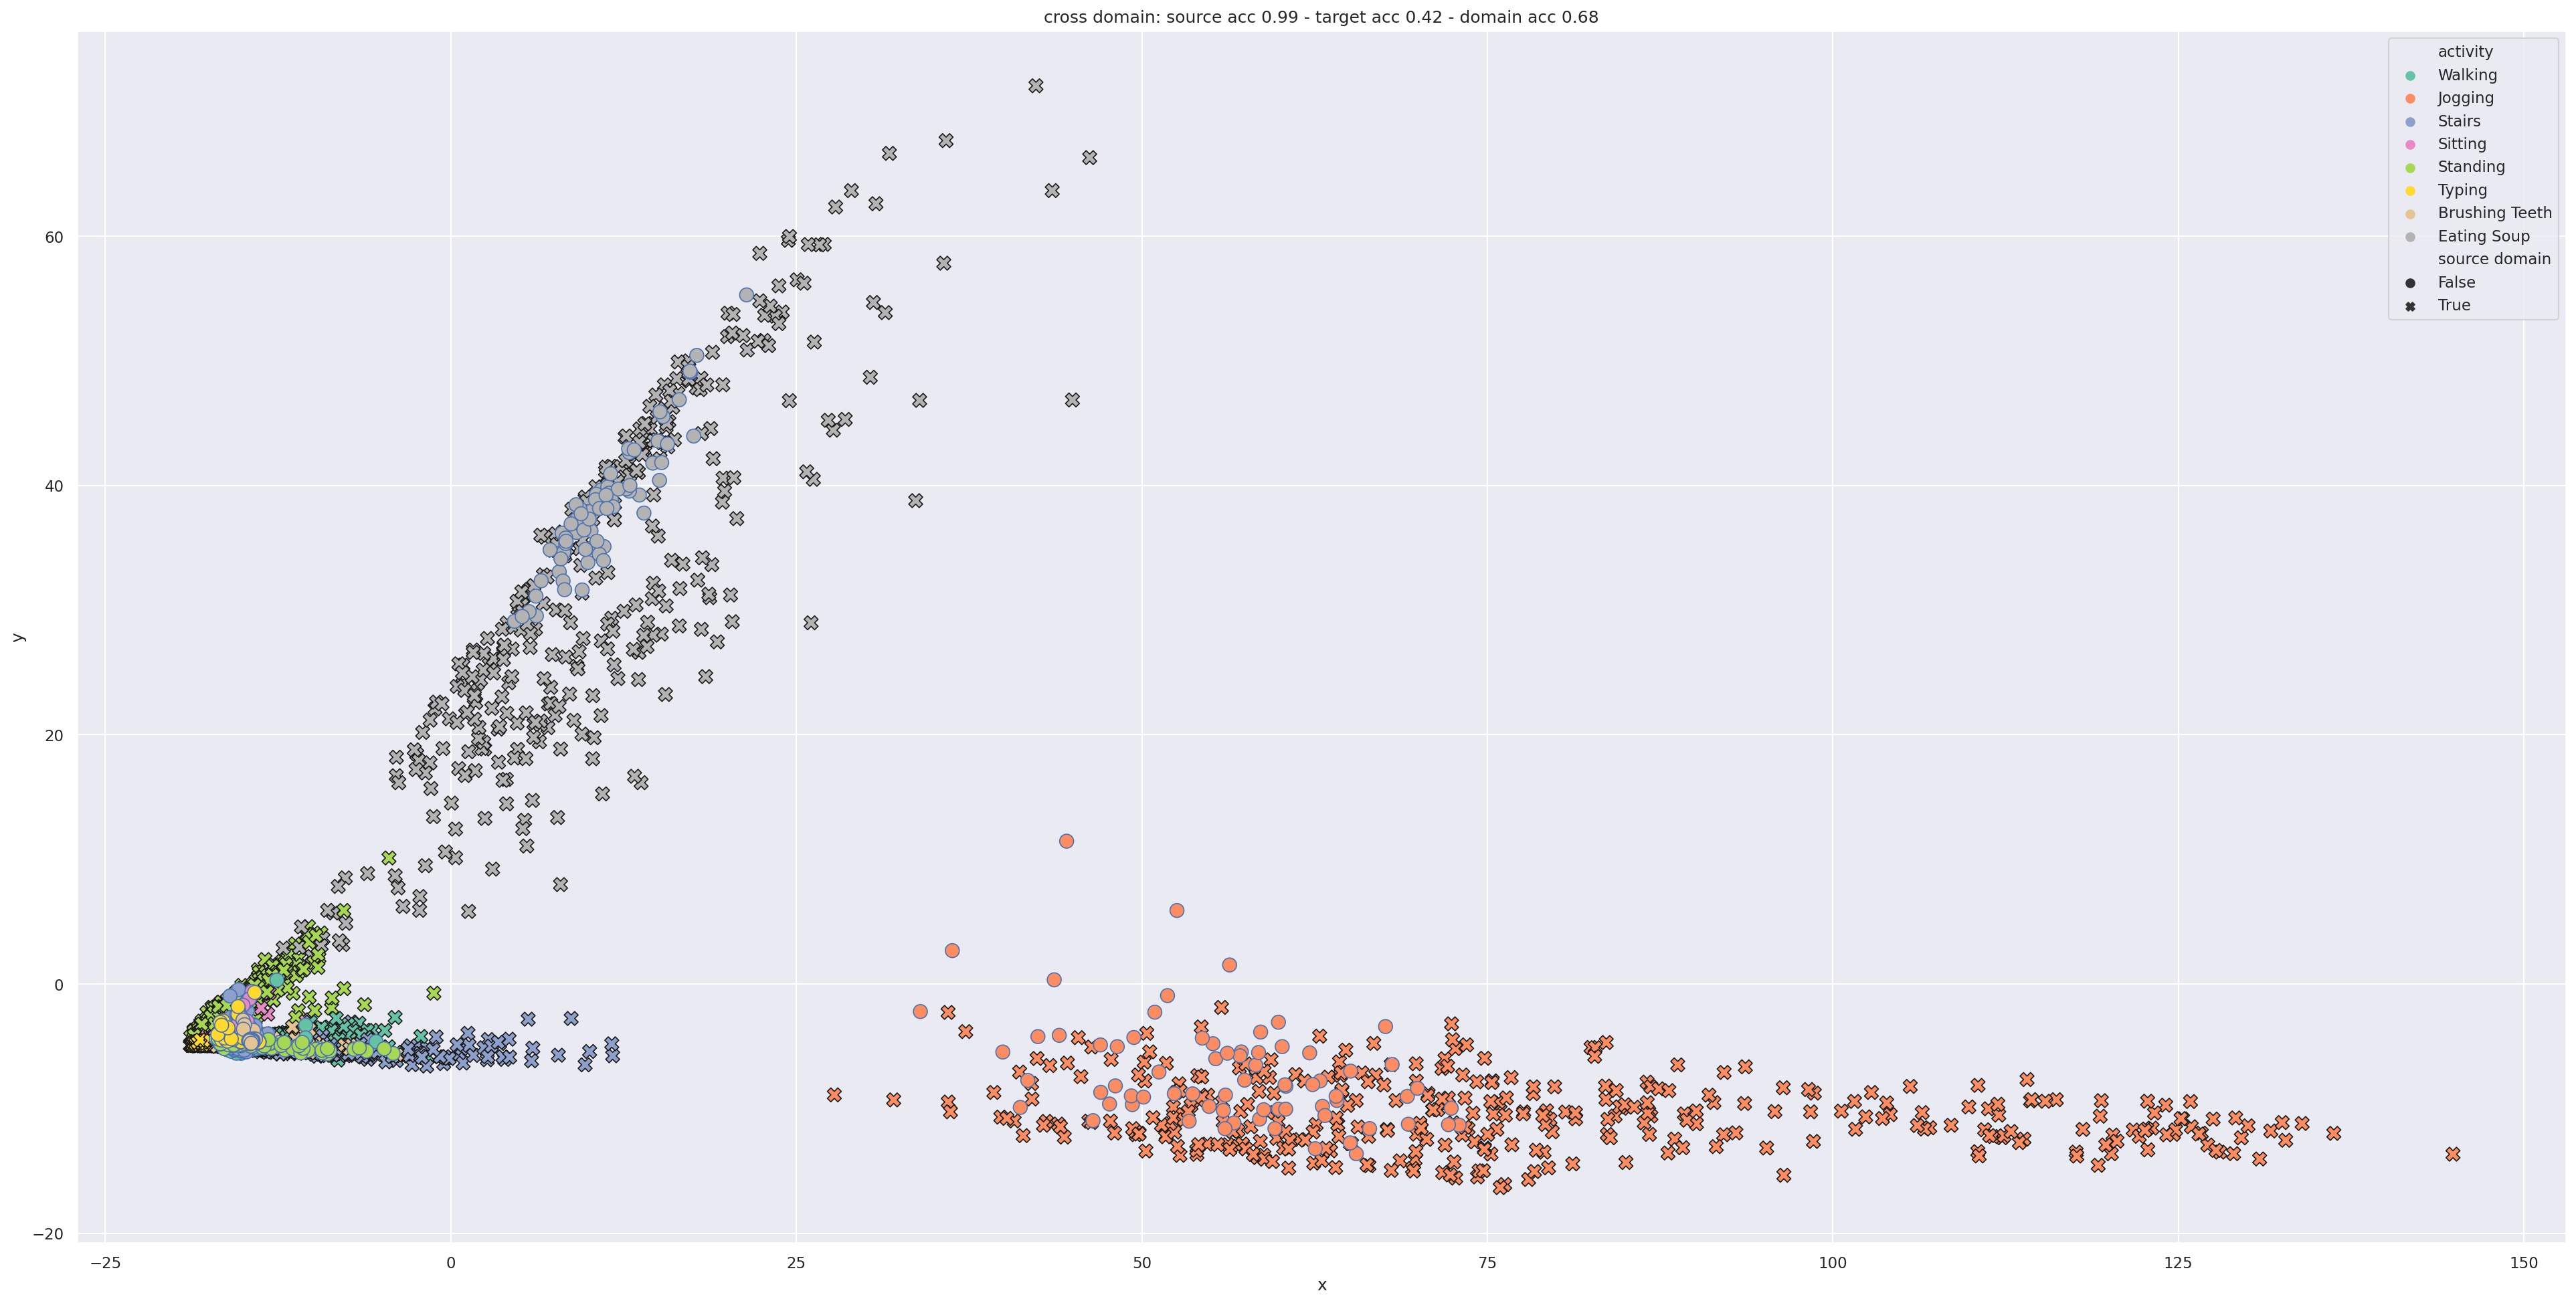 cross domain: source acc 0.99 - target acc 0.42 - domain acc 0.68
activity
Walking
Jogging
Stairs
Sitting
Standing
Typing
Brushing Teeth
Eating Soup
source domain
False
True
60
40
20
0
−20
y
−25 0 25 50 75 100 125 150
x